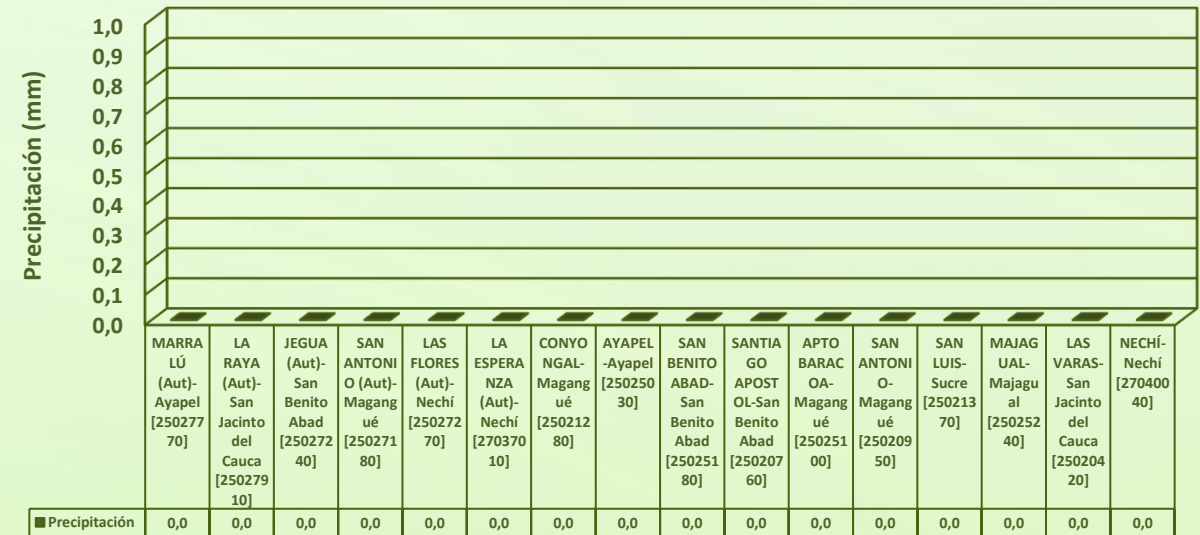 Precipitación (mm)
1,0
0,9
0,8
0,7
0,6
0,5
0,4
0,3
0,2
0,1
0,0
MARRA
LÚ
(Aut)-
Ayapel
[250277
70]
LA
RAYA
(Aut)-
San
Jacinto
del
Cauca
[250279
10]
JEGUA
(Aut)-
San
Benito
Abad
[250272
40]
SAN
ANTONI
O (Aut)-
Magang
ué
[250271
80]
LAS
FLORES
(Aut)-
Nechí
[250272
70]
LA
ESPERA
NZA
(Aut)-
Nechí
[270370
10]
CONYO
NGAL-
Magang
ué
[250212
80]
AYAPEL
-Ayapel
[250250
30]
SAN
BENITO
ABAD-
San
Benito
Abad
[250251
80]
SANTIA
GO
APOST
OL-San
Benito
Abad
[250207
60]
APTO
BARAC
OA-
Magang
ué
[250251
00]
SAN
ANTONI
O-
Magang
ué
[250209
50]
SAN
LUIS-
Sucre
[250213
70]
MAJAG
UAL-
Majagu
al
[250252
40]
LAS
VARAS-
San
Jacinto
del
Cauca
[250204
20]
NECHÍ-
Nechí
[270400
40]
Precipitación 0,0 0,0 0,0 0,0 0,0 0,0 0,0 0,0 0,0 0,0 0,0 0,0 0,0 0,0 0,0 0,0